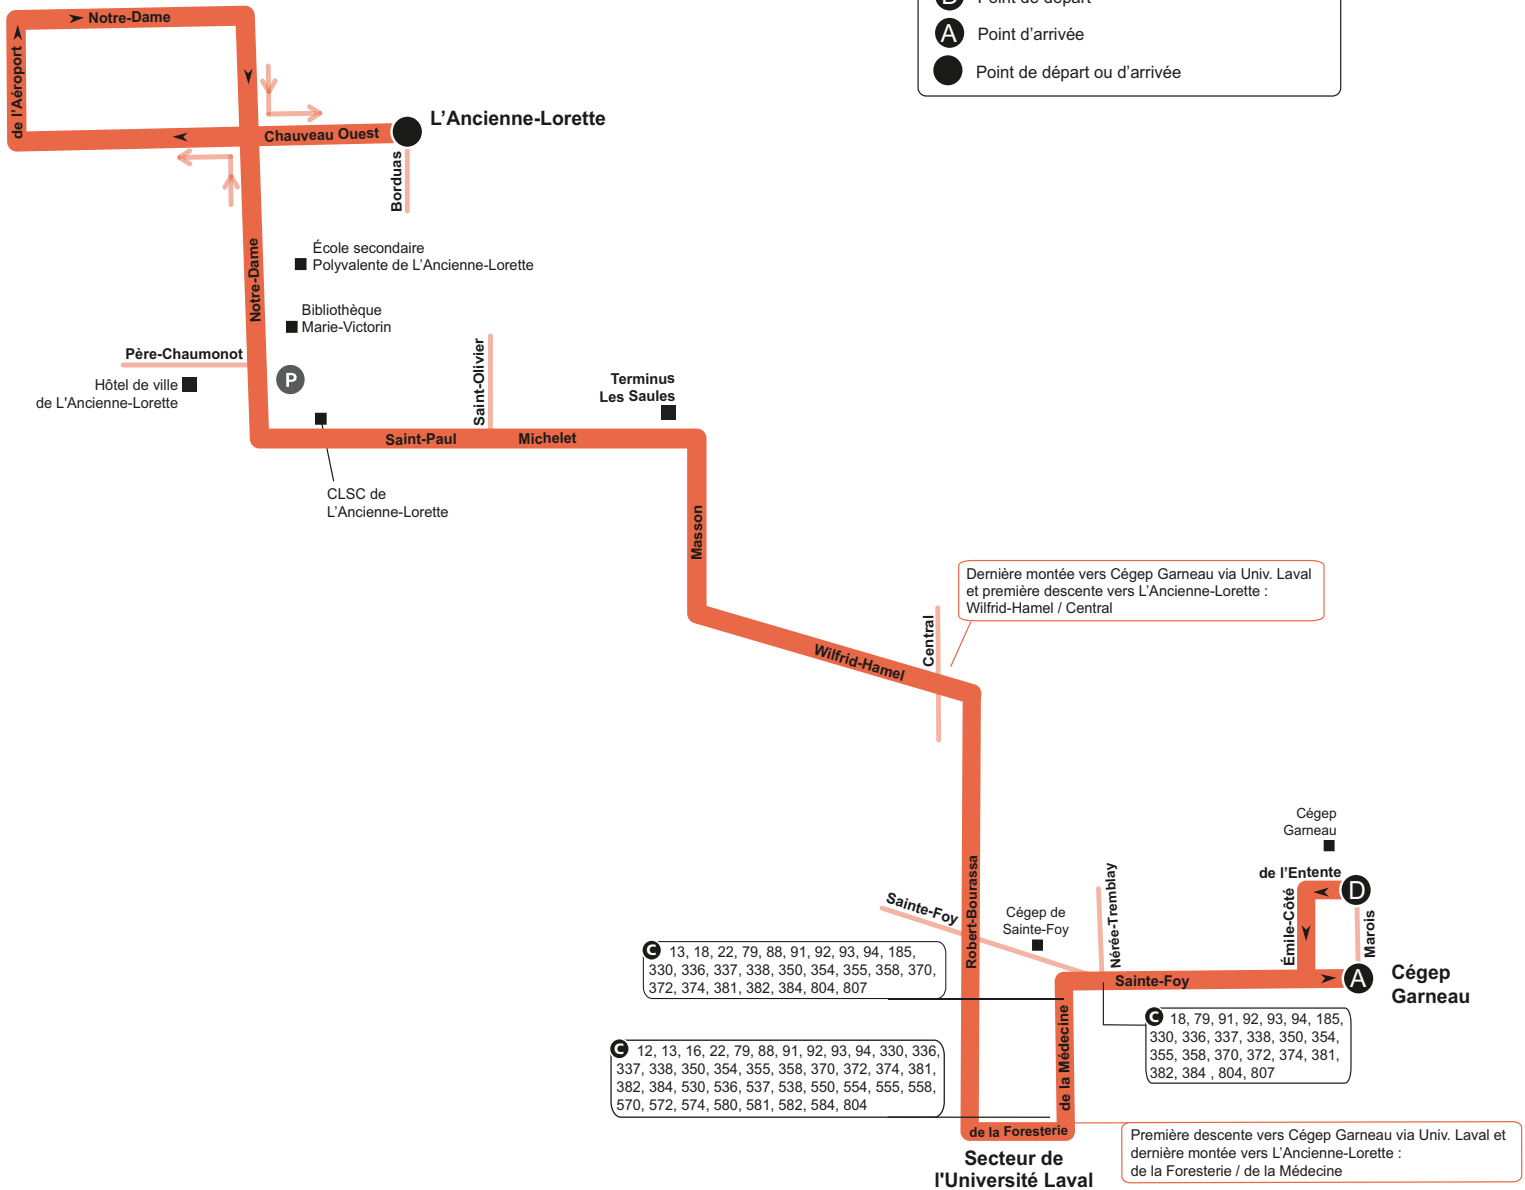 Notre-Dame
de l'Aéroport
Chauveau Ouest
L'Ancienne-Lorette
Borduas
Point de départ
A Point d'arrivée
Point de départ ou d'arrivée
Notre-Dame
École secondaire
Polyvalente de L'Ancienne-Lorette
Bibliothèque
Marie-Victorin
Père-Chaumonot
Hôtel de ville
de L'Ancienne-Lorette
P
Saint-Olivier
Terminus
Les Saules
Saint-Paul
Michelet
CLSC de
L'Ancienne-Lorette
Masson
Dernière montée vers Cégep Garneau via Univ. Laval
et première descente vers L'Ancienne-Lorette :
Wilfrid-Hamel / Central
Central
Wilfrid-Hamel
Robert-Bourassa
Sainte-Foy
Cégep de
Sainte-Foy
Nérée-Tremblay
Cégep
Garneau
de l'Entente
D
Émile-Côté
Marois
Sainte-Foy
A
Cégep
Garneau
C 13, 18, 22, 79, 88, 91, 92, 93, 94, 185,
330, 336, 337, 338, 350, 354, 355, 358, 370,
372, 374, 381, 382, 384, 804, 807
C 18, 79, 91, 92, 93, 94, 185,
330, 336, 337, 338, 350, 354,
355, 358, 370, 372, 374, 381,
382, 384 , 804, 807
C 12, 13, 16, 22, 79, 88, 91, 92, 93, 94, 330, 336,
337, 338, 350, 354, 355, 358, 370, 372, 374, 381,
382, 384, 530, 536, 537, 538, 550, 554, 555, 558,
570, 572, 574, 580, 581, 582, 584, 804
de la Médecine
de la Foresterie
Secteur de
l'Université Laval
Première descente vers Cégep Garneau via Univ. Laval et
dernière montée vers L'Ancienne-Lorette :
de la Foresterie / de la Médecine